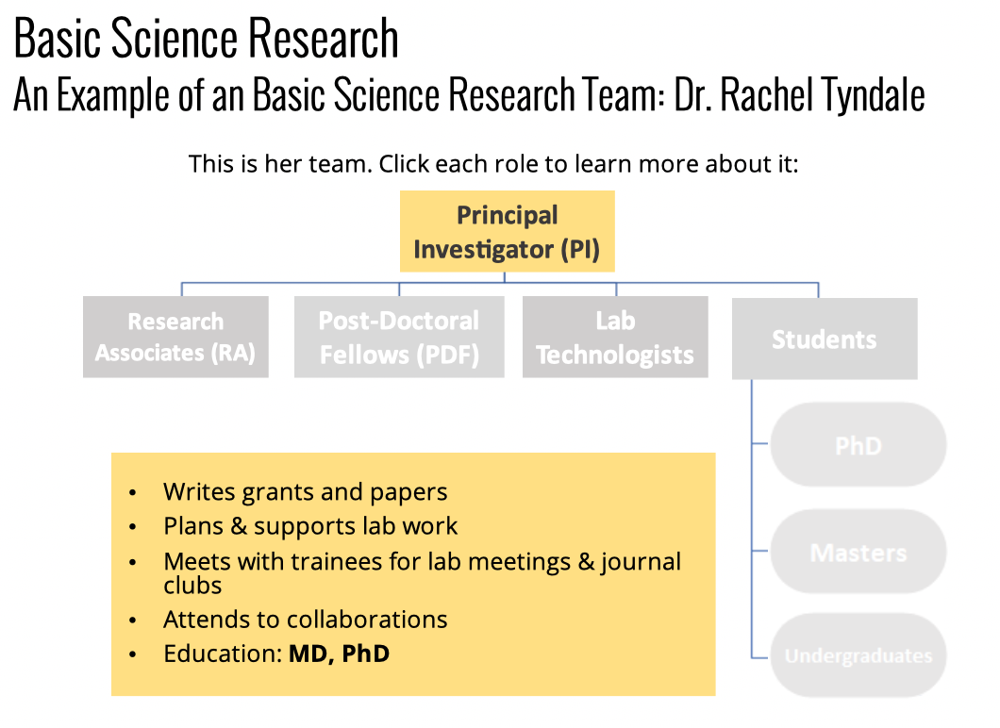 Basic Science Research
An Example of an Basic Science Research Team: Dr. Rachel Tyndale
This is her team. Click each role to learn more about it:
Principal
Investigator (PI)
Research
Associates (RA)
Post-Doctoral
Fellows (PDF)
Lab
Technologists
Students
PhD
Masters
Undergraduates
• Writes grants and papers
• Plans & supports lab work
• Meets with trainees for lab meetings & journal
clubs
• Attends to collaborations
• Education: MD, PhD